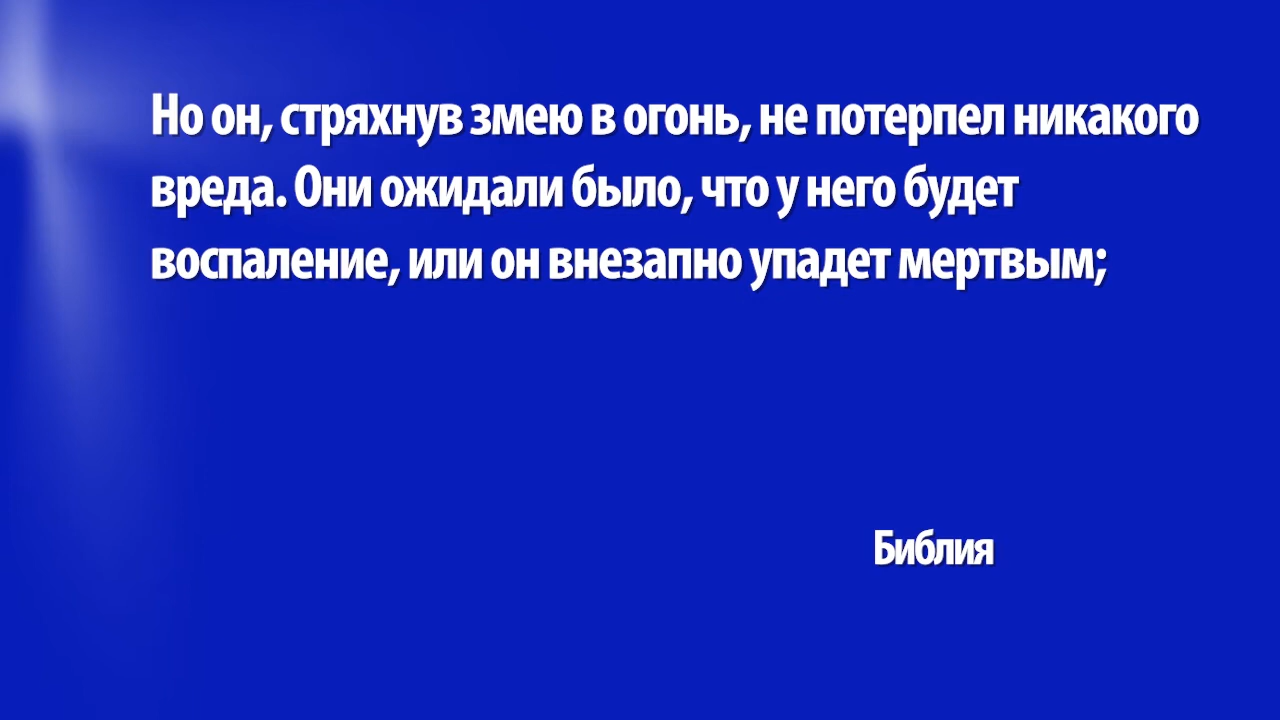 Но он, стряхнув змею в огонь, не потерпел никакого
вреда. Они ожидали было, что у него будет
воспаление, или он внезапно упадет мертвым;
Библия